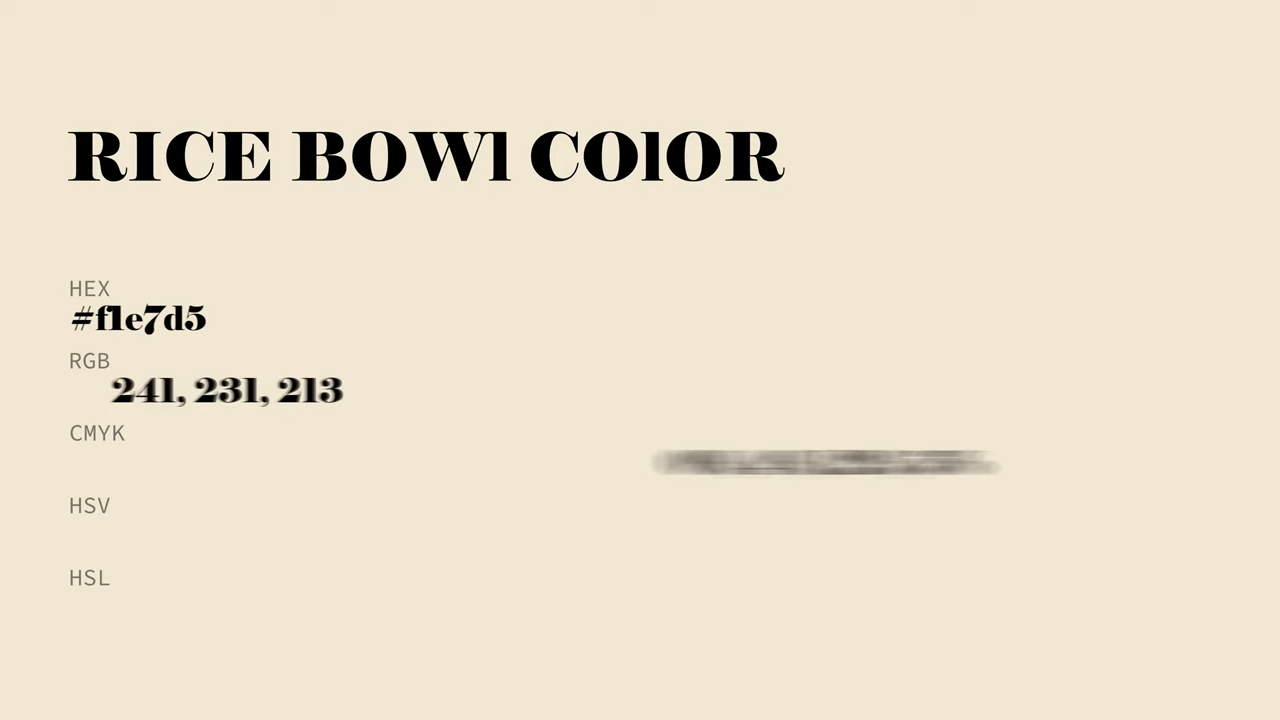 RICE BOWl COlOR
HEX
#f1e7d5
RGB
241, 231, 213
CMYK
HSV
HSL